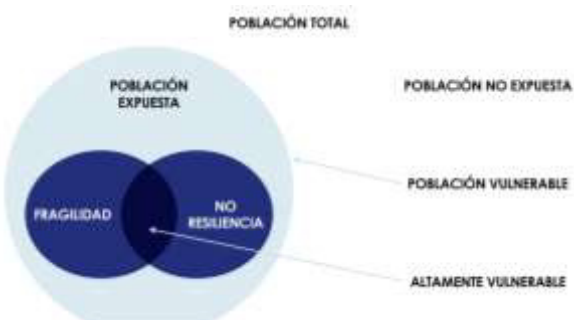 POBLACIÓN TOTAL
POBLACIÓN
EXPUESTA
POBLACIÓN NO EXPUESTA
POBLACIÓN VULNERABLE
FRAGILIDAD
NO
RESILIENCIA
ALTAMENTE VULNERABLE